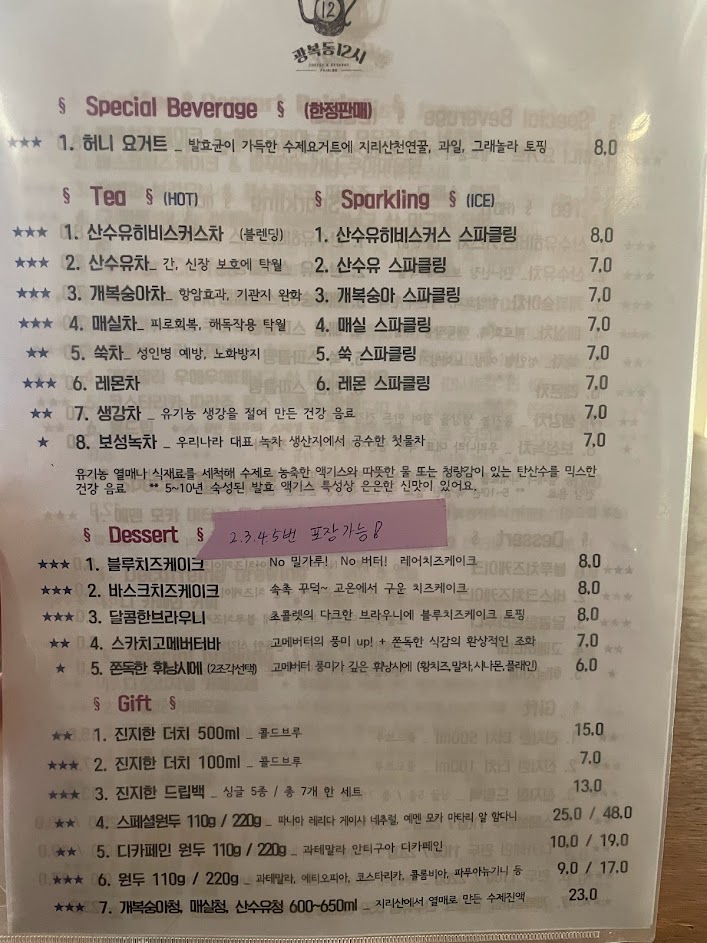 12
광복동12시
§ Special Beverage § (한정판매)
★★★ 1. 허니 요거트 _ 발효균이 가득한 수제요거트에 지리산천연꿀, 과일, 그래놀라 토핑 8.0
§ Tea § (HOT) § Sparkling § (ICE)
★★★ 1. 산수유히비스커스차 (블렌딩) 1. 산수유히비스커스 스파클링 8.0
★★★ 2. 산수유차_ 간, 신장 보호에 탁월 2. 산수유 스파클링 7.0
★★★ 3. 개복숭아차_ 항암효과, 기관지 완화 3. 개복숭아 스파클링 7.0
★★★ 4. 매실차_ 피로회복, 해독작용 탁월 4. 매실 스파클링 7.0
★★ 5. 쑥차_ 성인병 예방, 노화방지 5. 쑥 스파클링 7.0
★★★ 6. 레몬차 6. 레몬 스파클링 7.0
★★ 7. 생강차 _ 유기농 생강을 절여 만든 건강 음료 7.0
★ 8. 보성녹차 _ 우리나라 대표 녹차 생산지에서 공수한 첫물차 7.0
유기농 열매나 식재료를 세척해 수제로 농축한 액기스와 따뜻한 물 또는 청량감이 있는 탄산수를 믹스한
건강 음료 ** 5~10년 숙성된 발효 액기스 특성상 은은한 신맛이 있어요.
§ Dessert 2.3.4.5번 포장가능
★★★ 1. 블루치즈케이크 No 밀가루! No 버터! 레어치즈케이크 8.0
★★★ 2. 바스크치즈케이크 속촉 꾸덕~ 고온에서 구운 치즈케이크 8.0
★★★ 3. 달콤한브라우니 초콜렛의 다크한 브라우니에 블루치즈케이크 토핑 8.0
★★ 4. 스카치고메버터바 고메버터의 풍미 up! + 쫀득한 식감의 환상적인 조화 7.0
★ 5. 쫀득한 휘낭시에 (2조각선택) 고메버터 풍미가 깊은 휘낭시에 (황치즈,말차,시나몬,플래인) 6.0
§ Gift §
★★ 1. 진지한 더치 500ml _ 콜드브루 15.0
★★★ 2. 진지한 더치 100ml _ 콜드브루 7.0
★★★ 3. 진지한 드립백 _ 싱글 5종 / 총 7개 한 세트 13.0
★★ 4. 스페셜원두 110g / 220g _ 파나마 레리다 게이샤 네추럴, 예멘 모카 마타리 알 함다니 25.0 / 48.0
★★ 5. 디카페인 원두 110g / 220g _ 과테말라 안티구아 디카페인 10.0 / 19.0
★★★ 6. 원두 110g / 220g _ 과테말라, 에티오피아, 코스타리카, 콜롬비아, 파푸아뉴기니 등 9.0 / 17.0
★★★ 7. 개복숭아청, 매실청, 산수유청 600~650ml _ 지리산에서 열매로 만든 수제진액 23.0